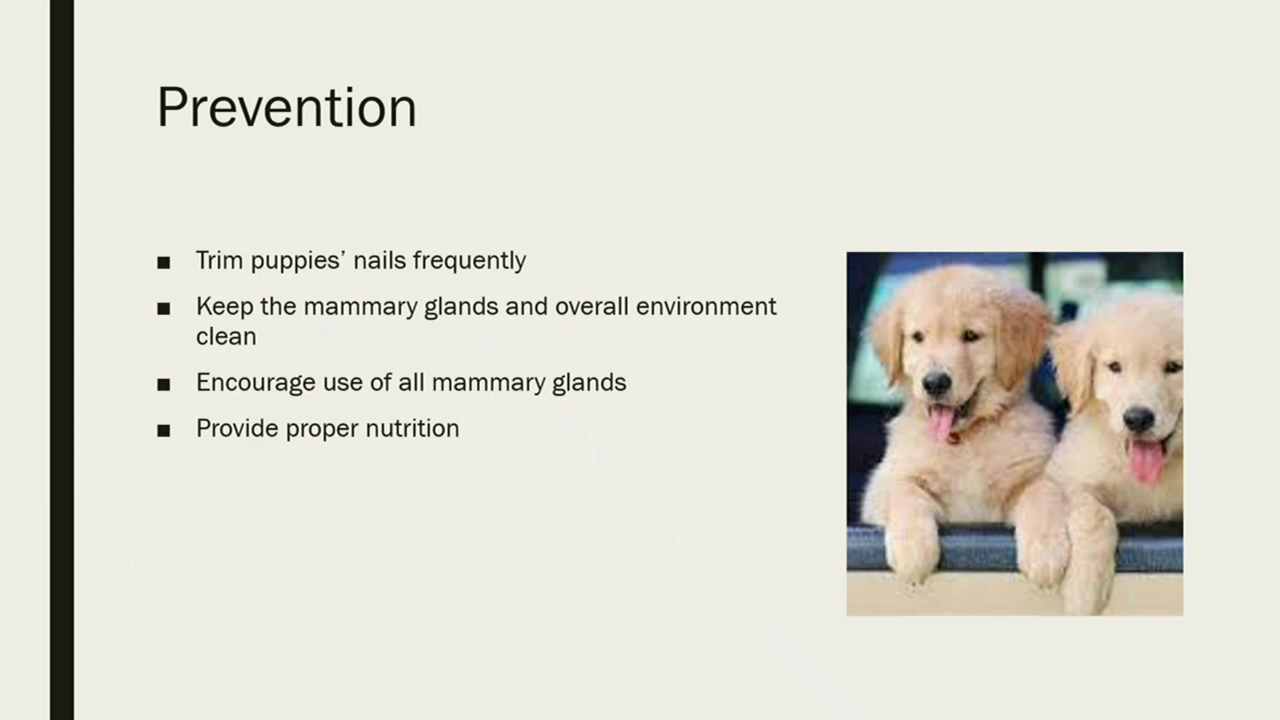 Prevention
■ Trim puppies’ nails frequently
■ Keep the mammary glands and overall environment
clean
■ Encourage use of all mammary glands
■ Provide proper nutrition